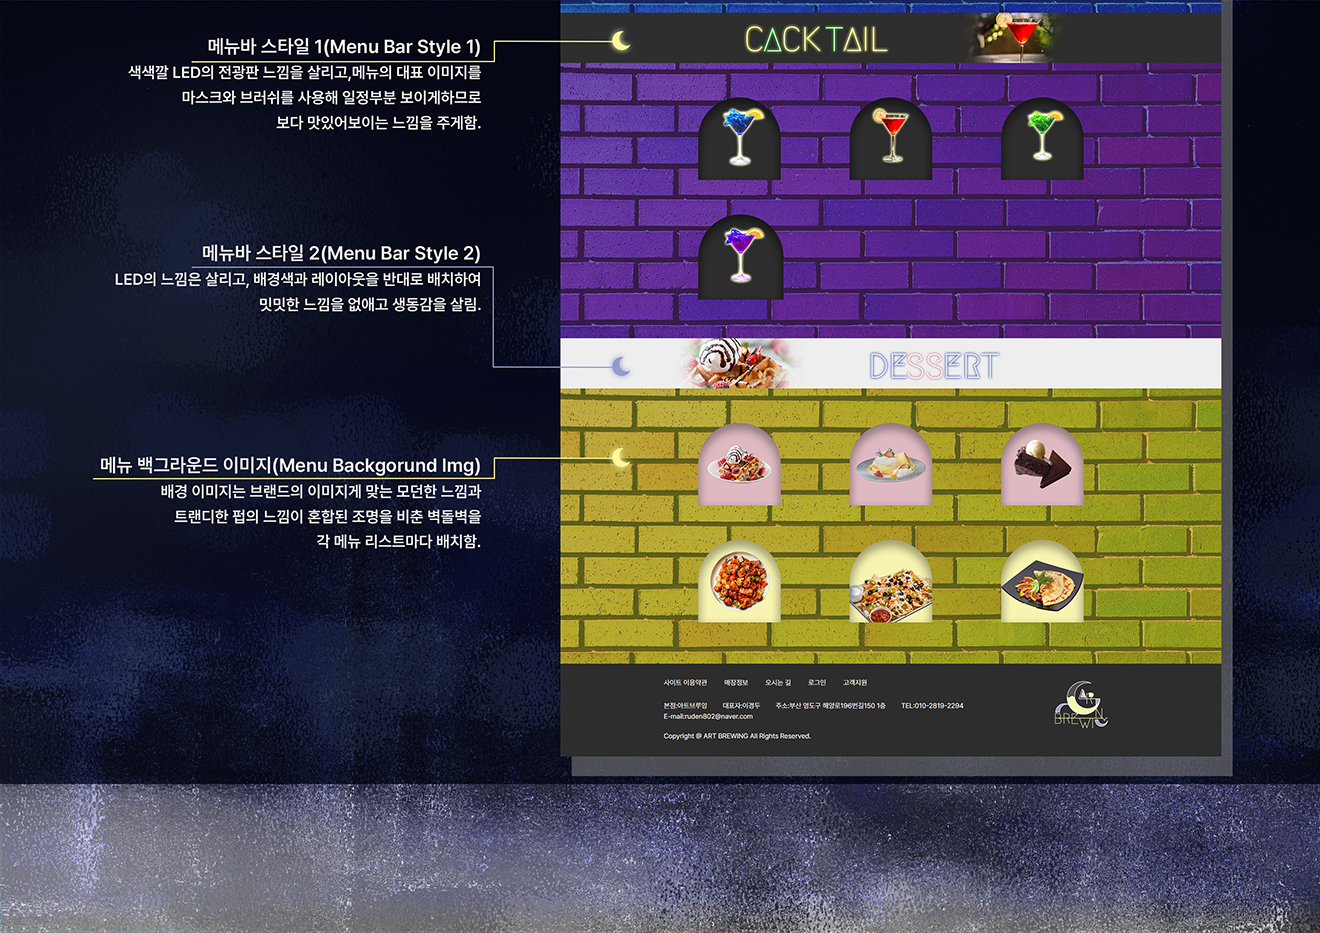 메뉴바 스타일 1(Menu Bar Style 1)
색색깔 LED의 전광판 느낌을 살리고,메뉴의 대표 이미지를
마스크와 브러쉬를 사용해 일정부분 보이게하므로
보다 맛있어보이는 느낌을 주게함.
CACKTAIL
메뉴바 스타일 2(Menu Bar Style 2)
LED의 느낌은 살리고, 배경색과 레이아웃을 반대로 배치하여
밋밋한 느낌을 없애고 생동감을 살림.
DESSERT
메뉴 백그라운드 이미지(Menu Backgorund Img)
배경 이미지는 브랜드의 이미지게 맞는 모던한 느낌과
트랜디한 펍의 느낌이 혼합된 조명을 비춘 벽돌벽을
각 메뉴 리스트마다 배치함.
사이트 이용약관 매장정보 오시는 길 로그인 고객지원
본점:아트브루잉 대표자:이경두 주소:부산 영도구 해양로196번길150 1층 TEL:010-2819-2294
E-mail:ruden802@naver.com
Copyright @ ART BREWING All Rights Reserved.